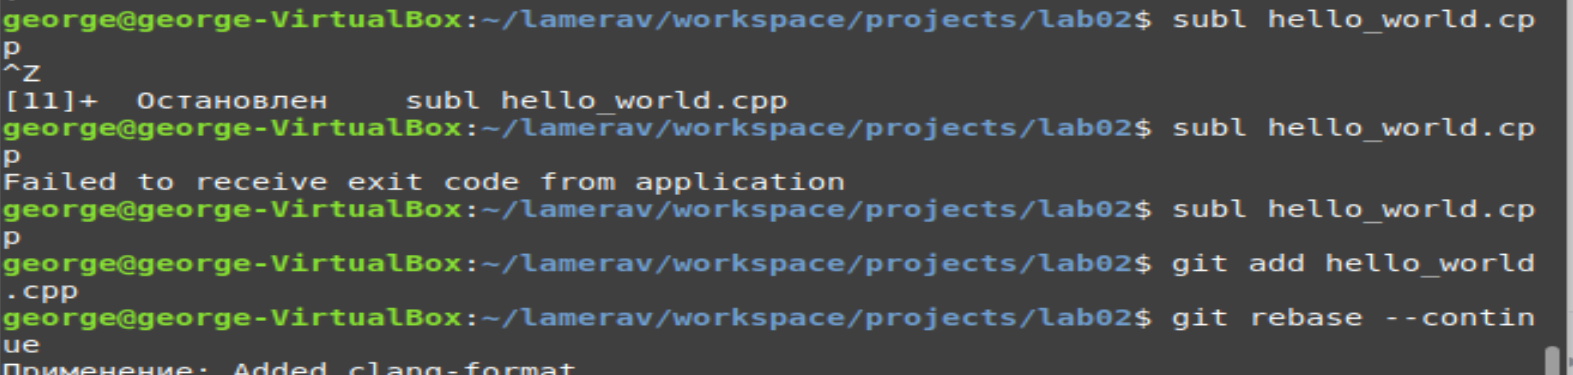 george@george-VirtualBox:~/lamerav/workspace/projects/lab02$ subl hello_world.cp
p
^Z
[11]+  Остановлен    subl hello_world.cpp
george@george-VirtualBox:~/lamerav/workspace/projects/lab02$ subl hello_world.cp
p
Failed to receive exit code from application
george@george-VirtualBox:~/lamerav/workspace/projects/lab02$ subl hello_world.cp
p
george@george-VirtualBox:~/lamerav/workspace/projects/lab02$ git add hello_world
.cpp
george@george-VirtualBox:~/lamerav/workspace/projects/lab02$ git rebase --contin
ue
Применение: Added clang-format